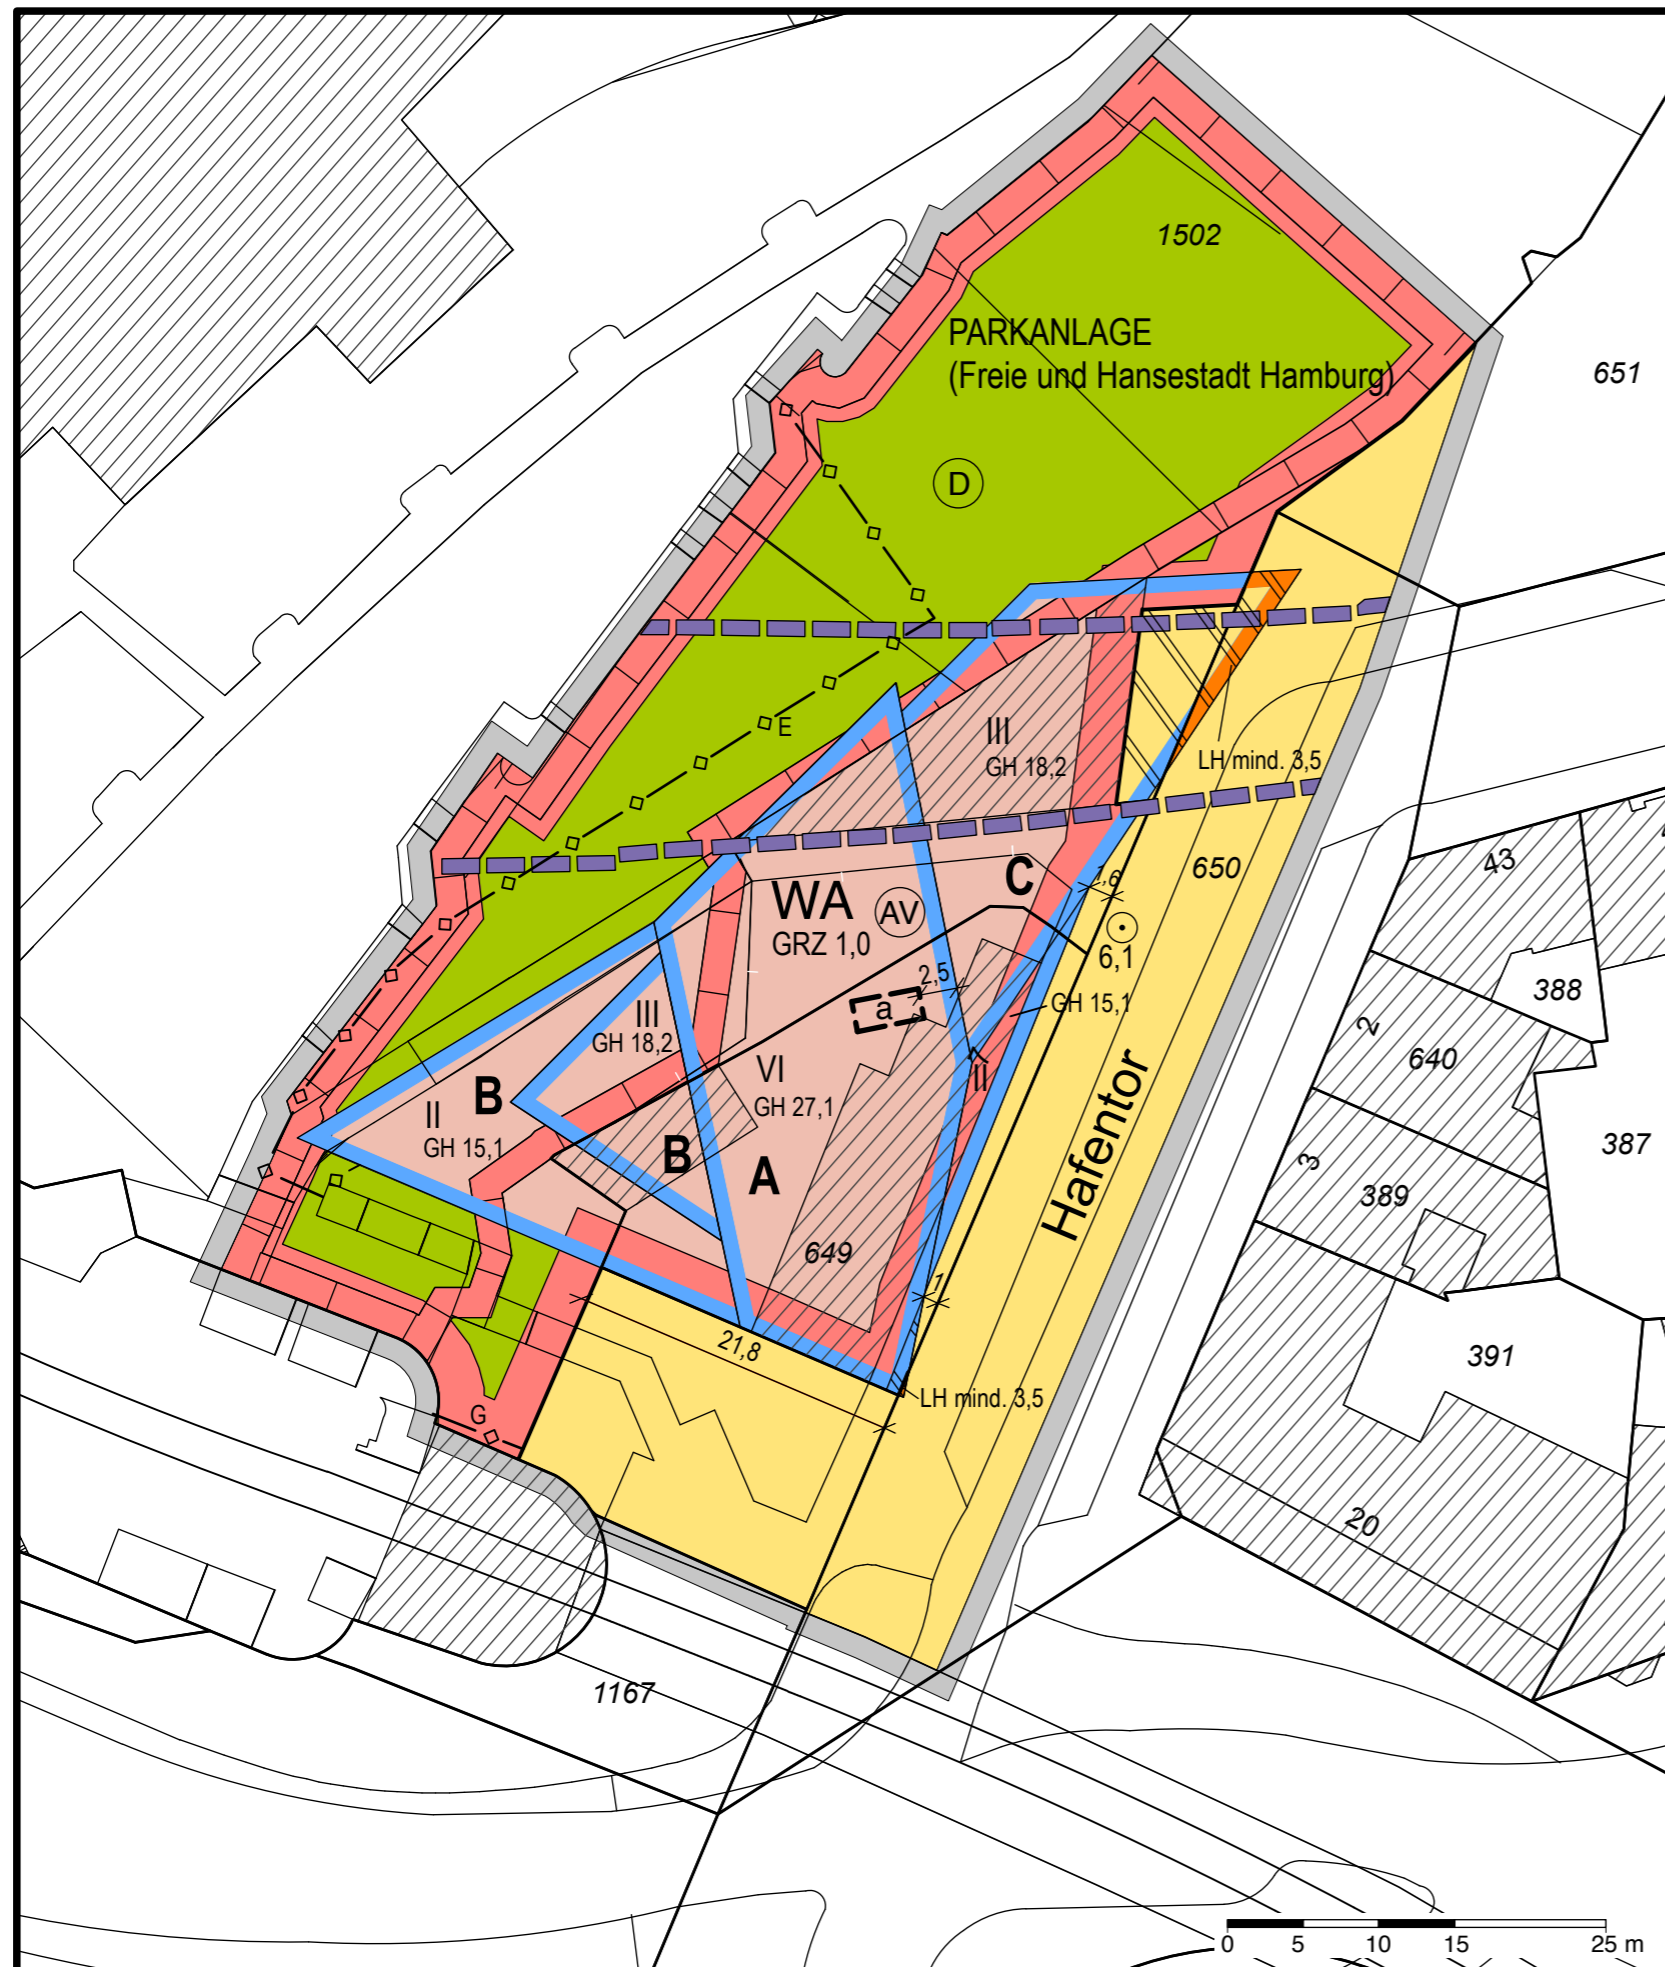 1502
PARKANLAGE
(Freie und Hansestadt Hamburg)
651
D
III
GH 18,2
E
LH mind. 3,5
43
650
C
1,6
WA
AV
GRZ 1,0
6,1
2,5
a
GH 15,1
388
2
640
III
GH 18,2
VI
GH 27,1
II
B
II
GH 15,1
Hafentor
387
B
A
3
389
649
1
21,8
391
LH mind. 3,5
G
20
1167
0 5 10 15 25 m